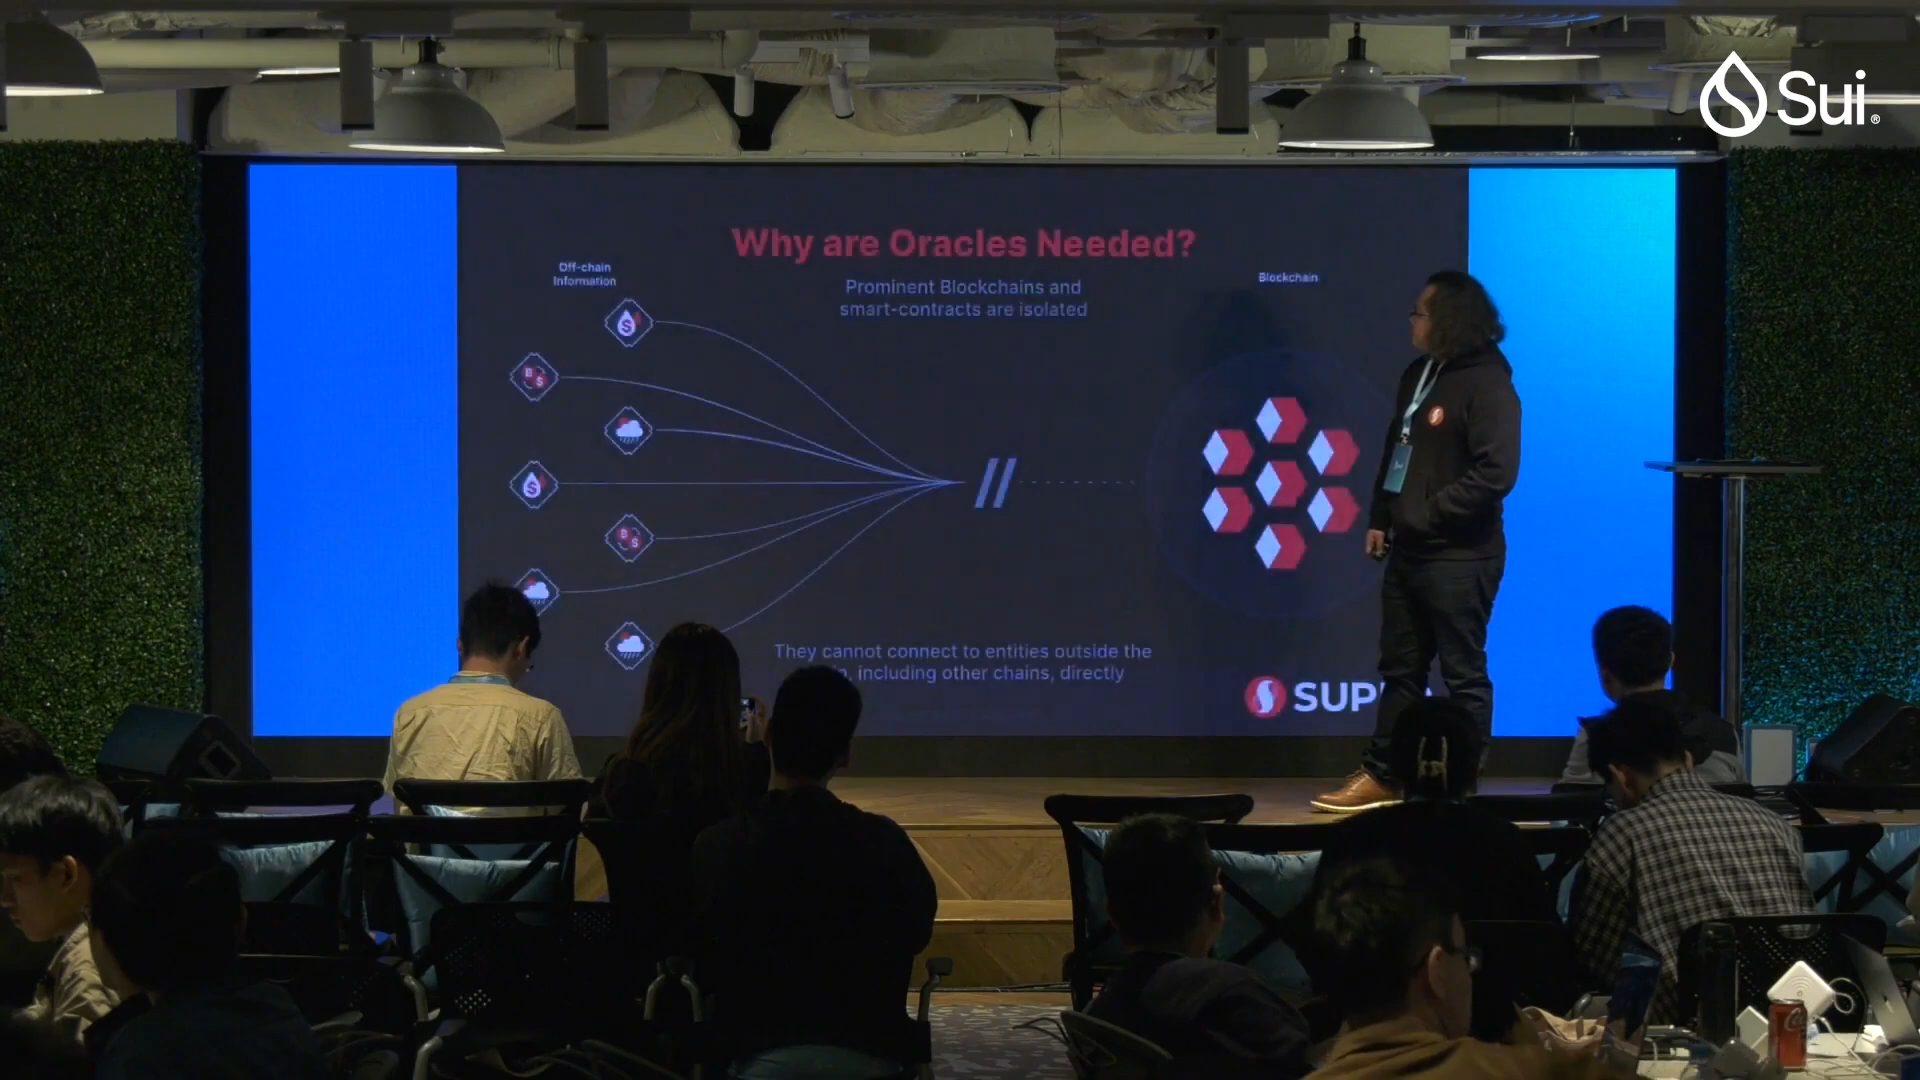 Sui®
Why are Oracles Needed?
Off-chain
Information
Prominent Blockchains and
smart-contracts are isolated
Blockchain
They cannot connect to entities outside the
including other chains, directly
SUP